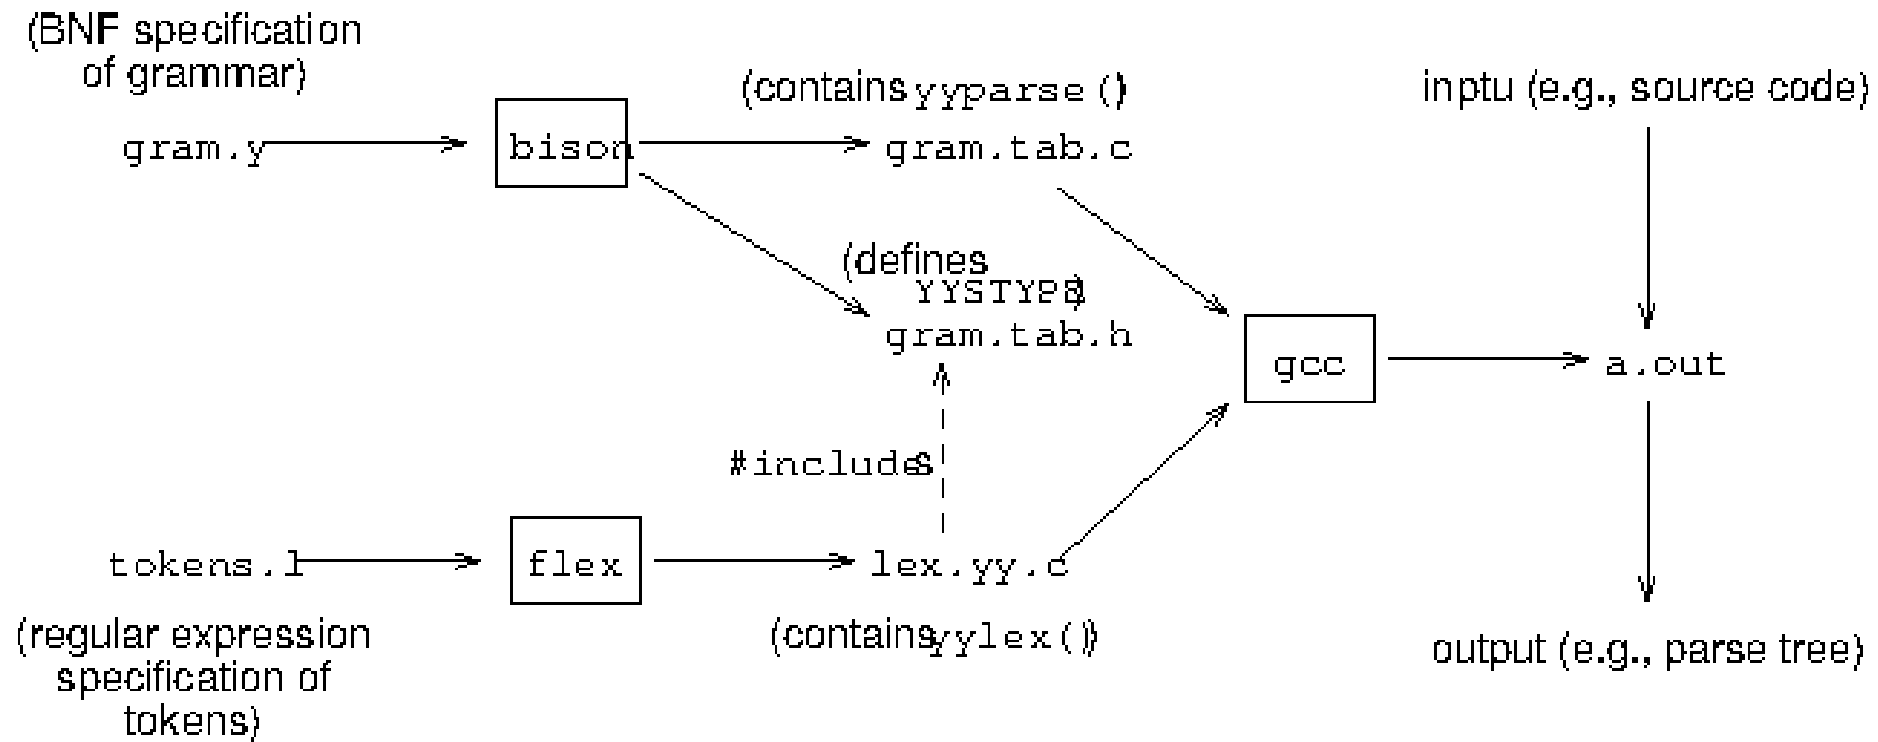 (BNF specification
of grammar)
(contains yyparse())
inptu (e.g., source code)
gram.y
bison
gram.tab.c
(defines
YYSTYPE)
gram.tab.h
gcc
a.out
#includes
tokens.l
flex
lex.yy.c
(regular expression
specification of
tokens)
(contains yylex())
output (e.g., parse tree)